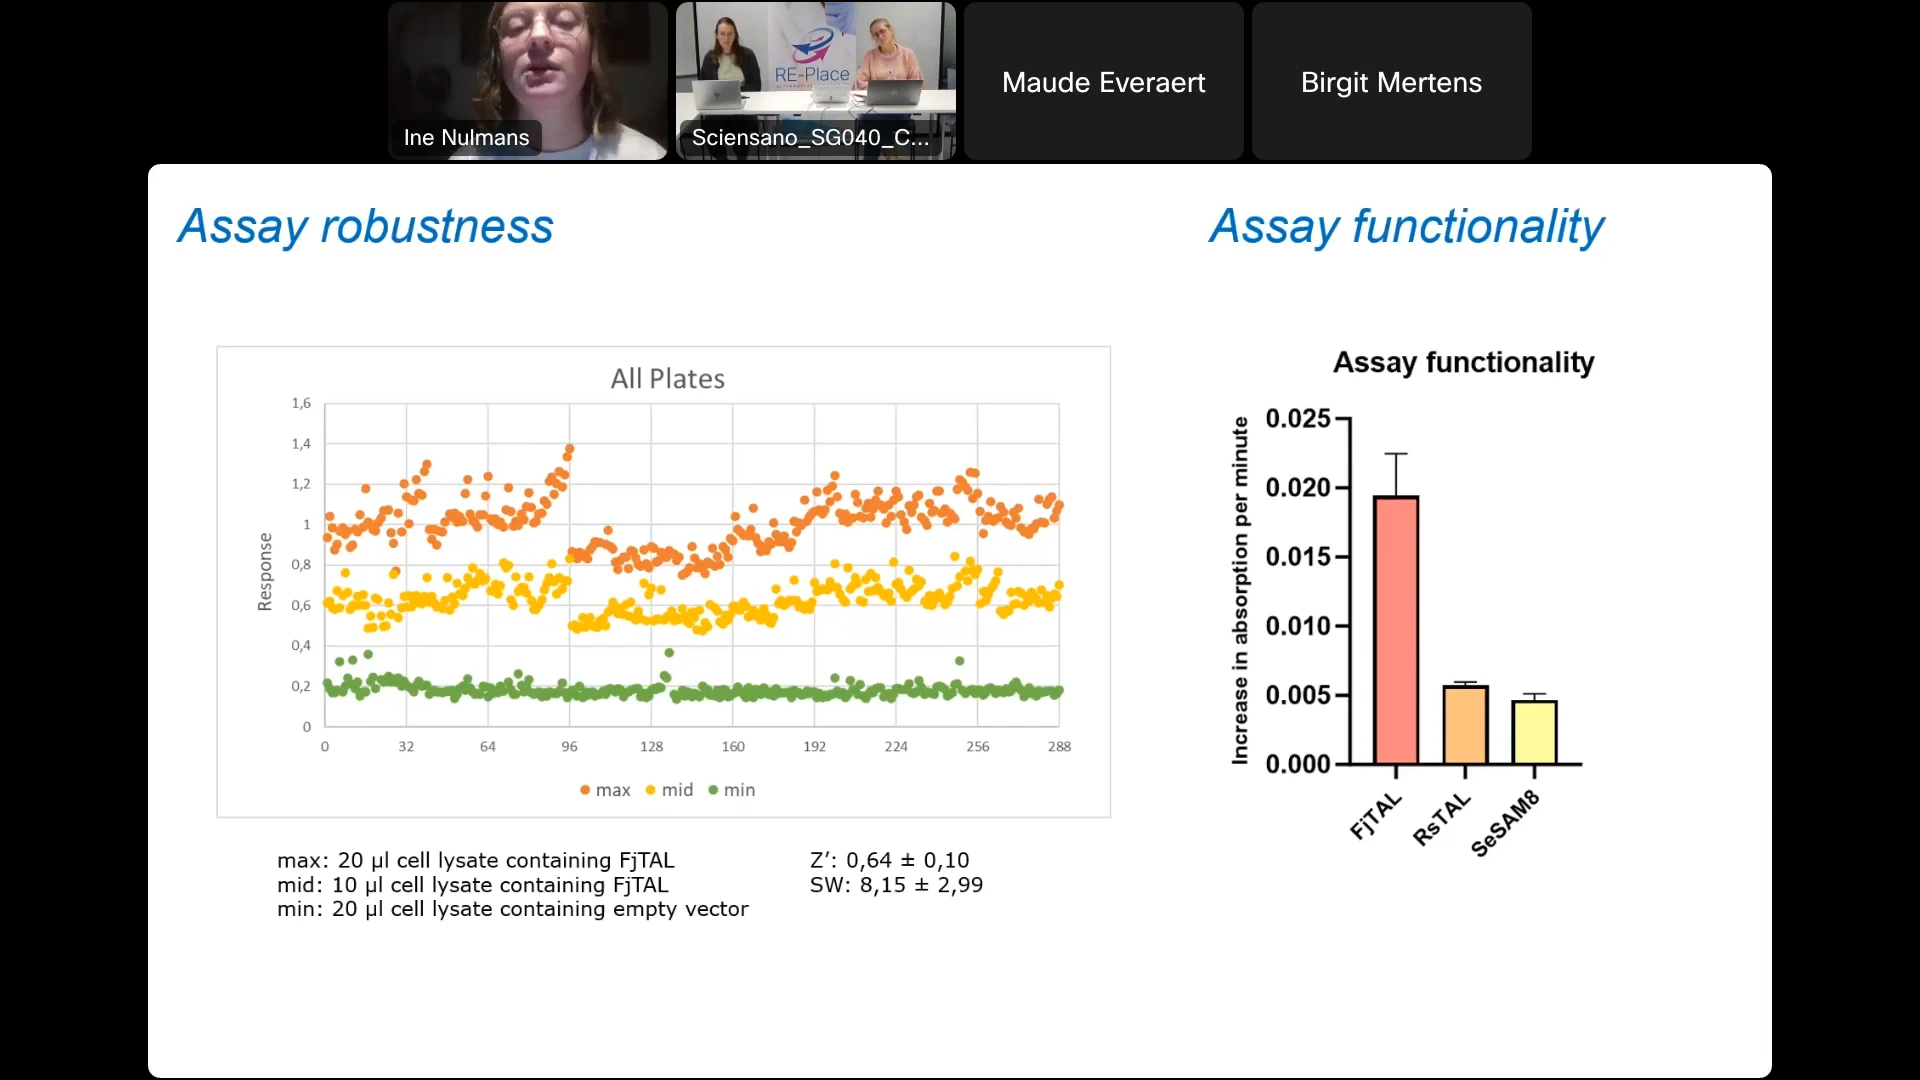 Ine Nulmans
RE-Place
Sciensano_SG040_C...
Maude Everaert
Birgit Mertens
Assay robustness
Assay functionality
All Plates
Response
1,6
1,4
1,2
1
0,8
0,6
0,4
0,2
0
0 32 64 96 128 160 192 224 256 288
max mid min
max: 20 µl cell lysate containing FjTAL
mid: 10 µl cell lysate containing FjTAL
min: 20 µl cell lysate containing empty vector
Z’: 0,64 ± 0,10
SW: 8,15 ± 2,99
Assay functionality
Increase in absorption per minute
0.025
0.020
0.015
0.010
0.005
0.000
FjTAL
RsTAL
SeSAM8